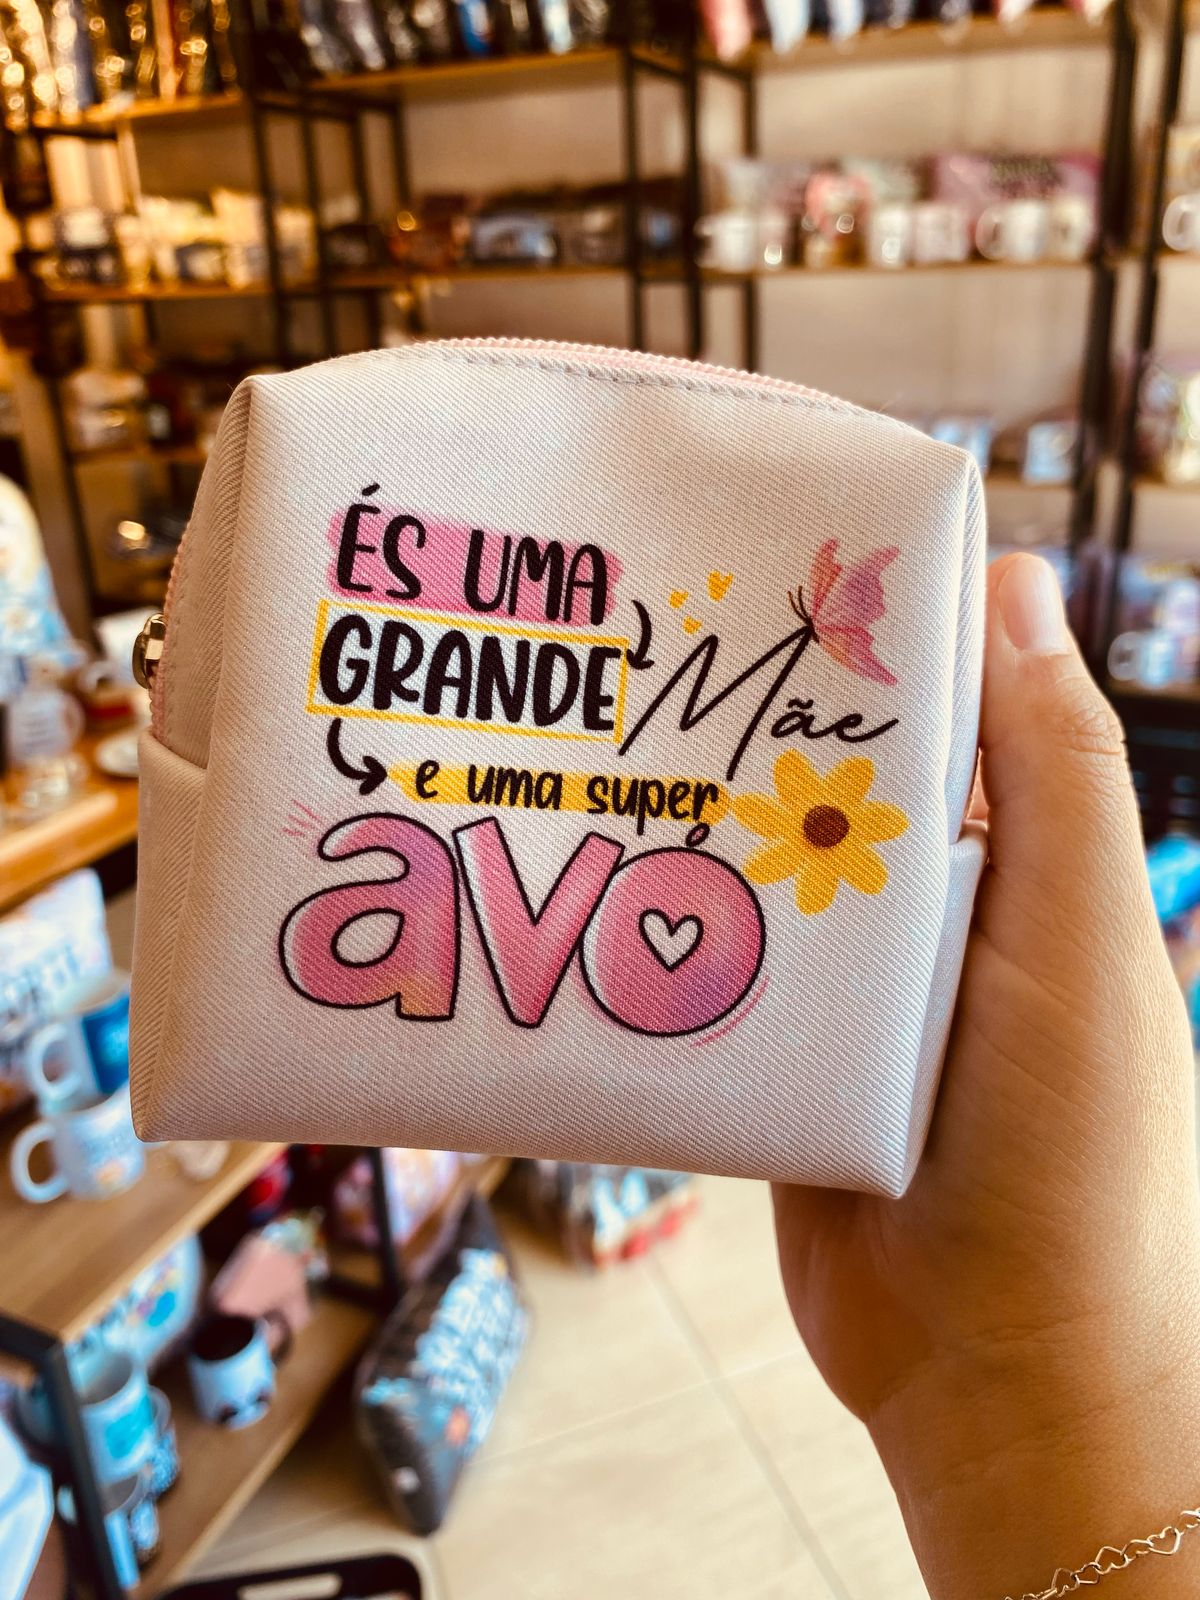 És UMA
GRANDE
Mãe
e uma super
avó